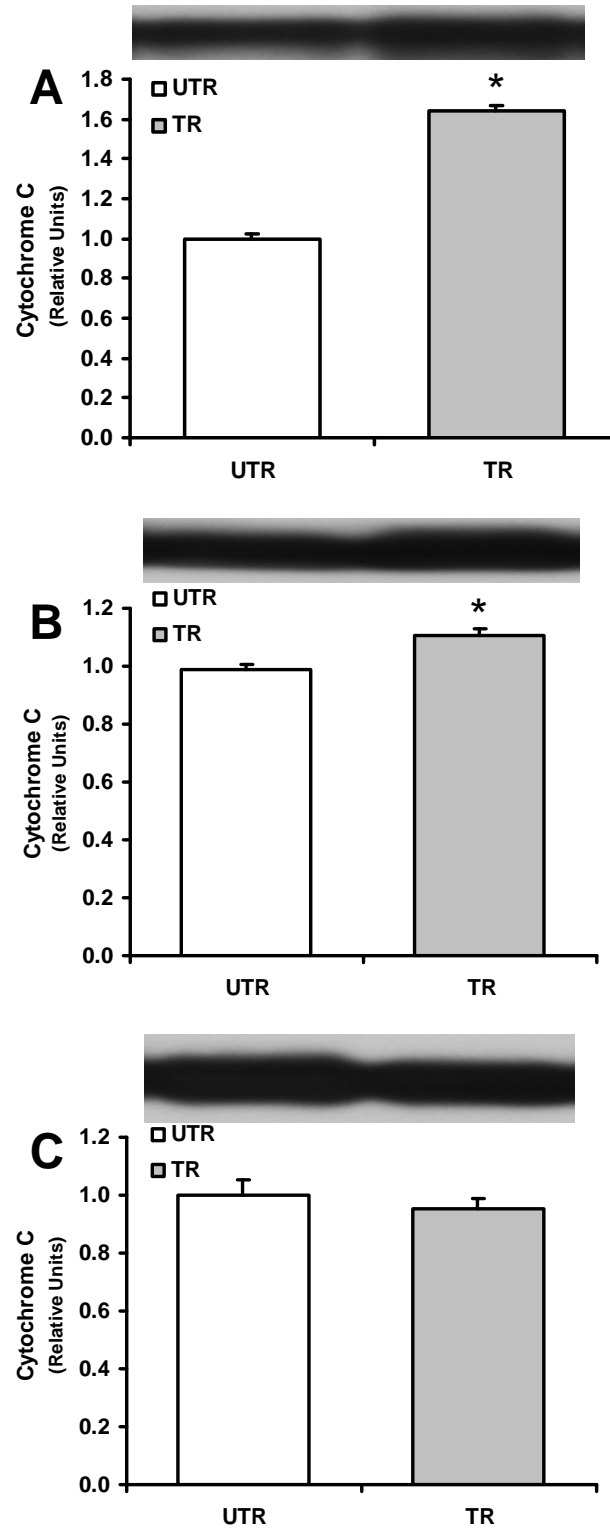 A
UTR
TR
*
Cytochrome C
(Relative Units)
1.8
1.6
1.4
1.2
1.0
0.8
0.6
0.4
0.2
0.0
UTR
TR
B
UTR
TR
*
Cytochrome C
(Relative Units)
1.2
1.0
0.8
0.6
0.4
0.2
0.0
UTR
TR
C
UTR
TR
Cytochrome C
(Relative Units)
1.2
1.0
0.8
0.6
0.4
0.2
0.0
UTR
TR